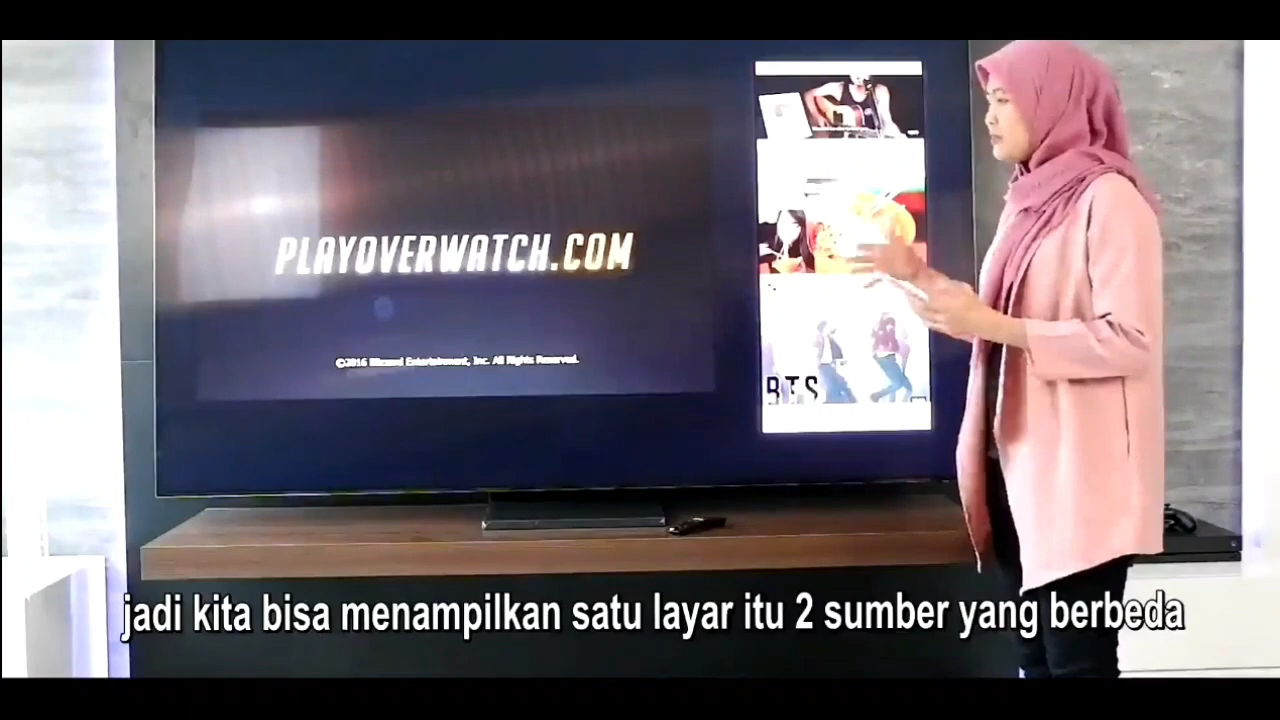 PLAYOVERWATCH.COM
©2016 Blizzard Entertainment, Inc. All Rights Reserved.
BTS
jadi kita bisa menampilkan satu layar itu 2 sumber yang berbeda